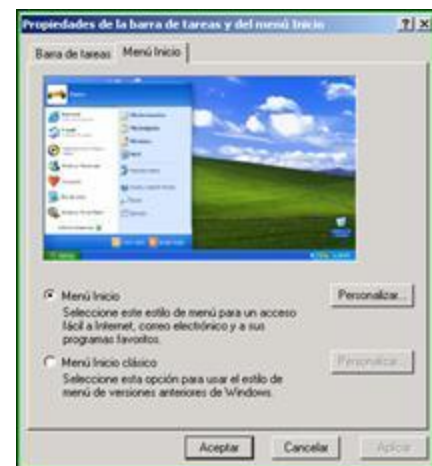 Propiedades de la barra de tareas y del menú Inicio
Barra de tareas
Menú Inicio
Menú Inicio
Personalizar...
Seleccione este estilo de menú para un acceso
fácil a Internet, correo electrónico y a sus
programas favoritos.
Menú Inicio clásico
Personalizar...
Seleccione esta opción para usar el estilo de
menú de versiones anteriores de Windows.
Aceptar
Cancelar
Aplicar